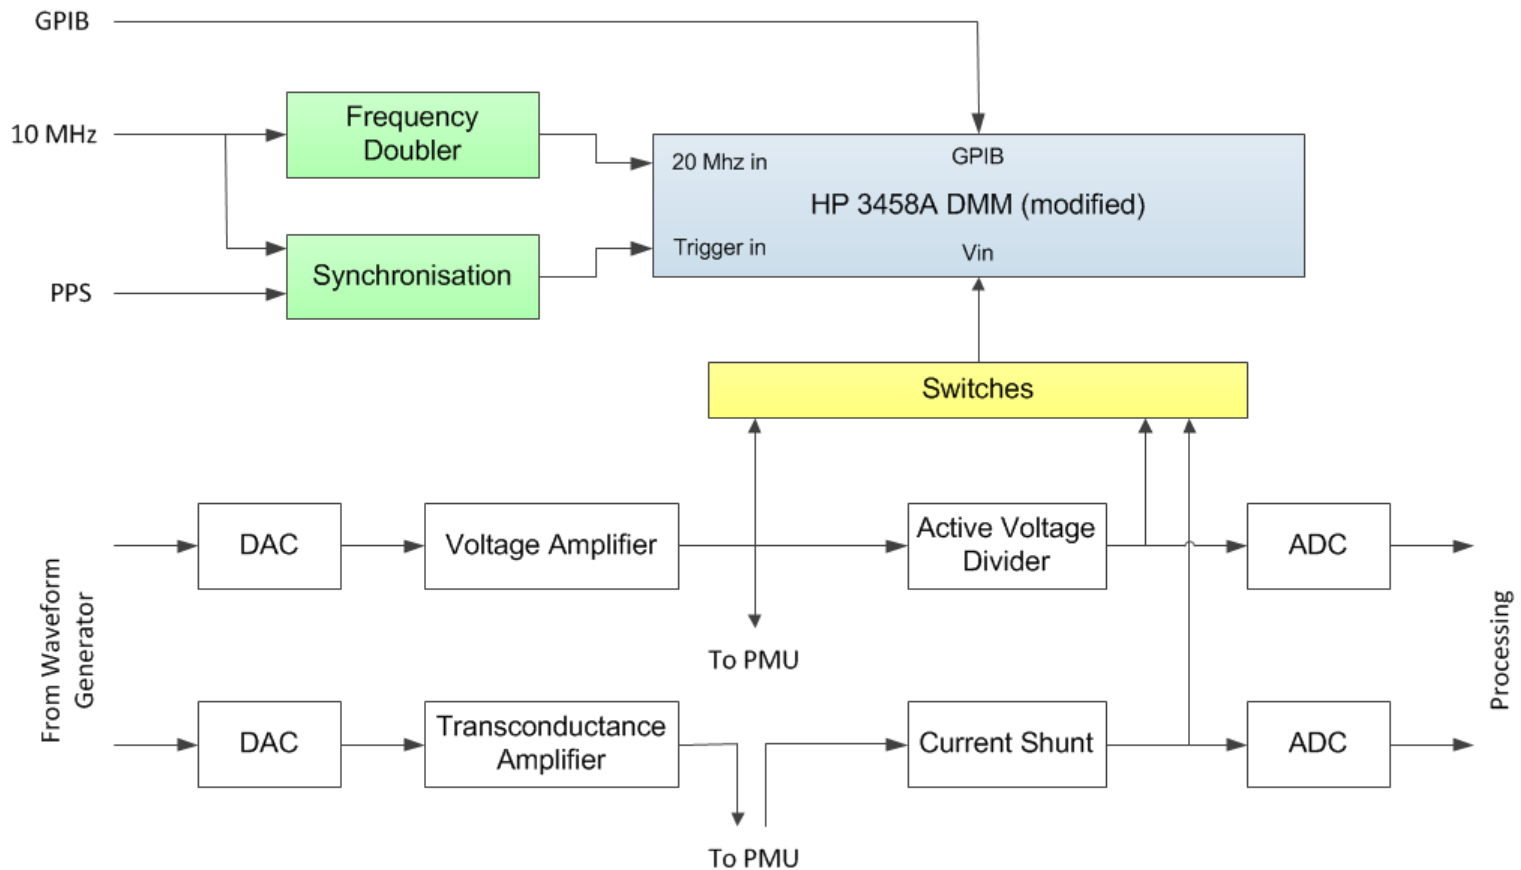 GPIB
10 MHz
Frequency
Doubler
20 Mhz in
GPIB
HP 3458A DMM (modified)
Trigger in
Vin
Synchronisation
PPS
Switches
DAC
Voltage Amplifier
Active Voltage
Divider
ADC
From Waveform
Generator
To PMU
Processing
DAC
Transconductance
Amplifier
Current Shunt
ADC
To PMU